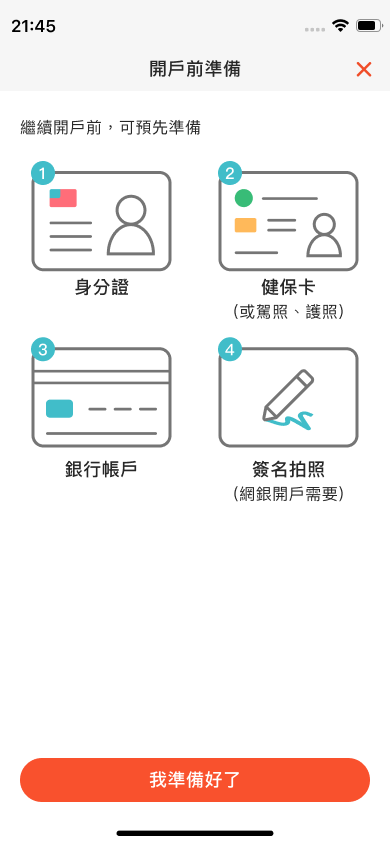 21:45
開戶前準備
繼續開戶前，可預先準備
1
2
身分證
健保卡
(或駕照、護照)
3
4
銀行帳戶
簽名拍照
(網銀開戶需要)
我準備好了